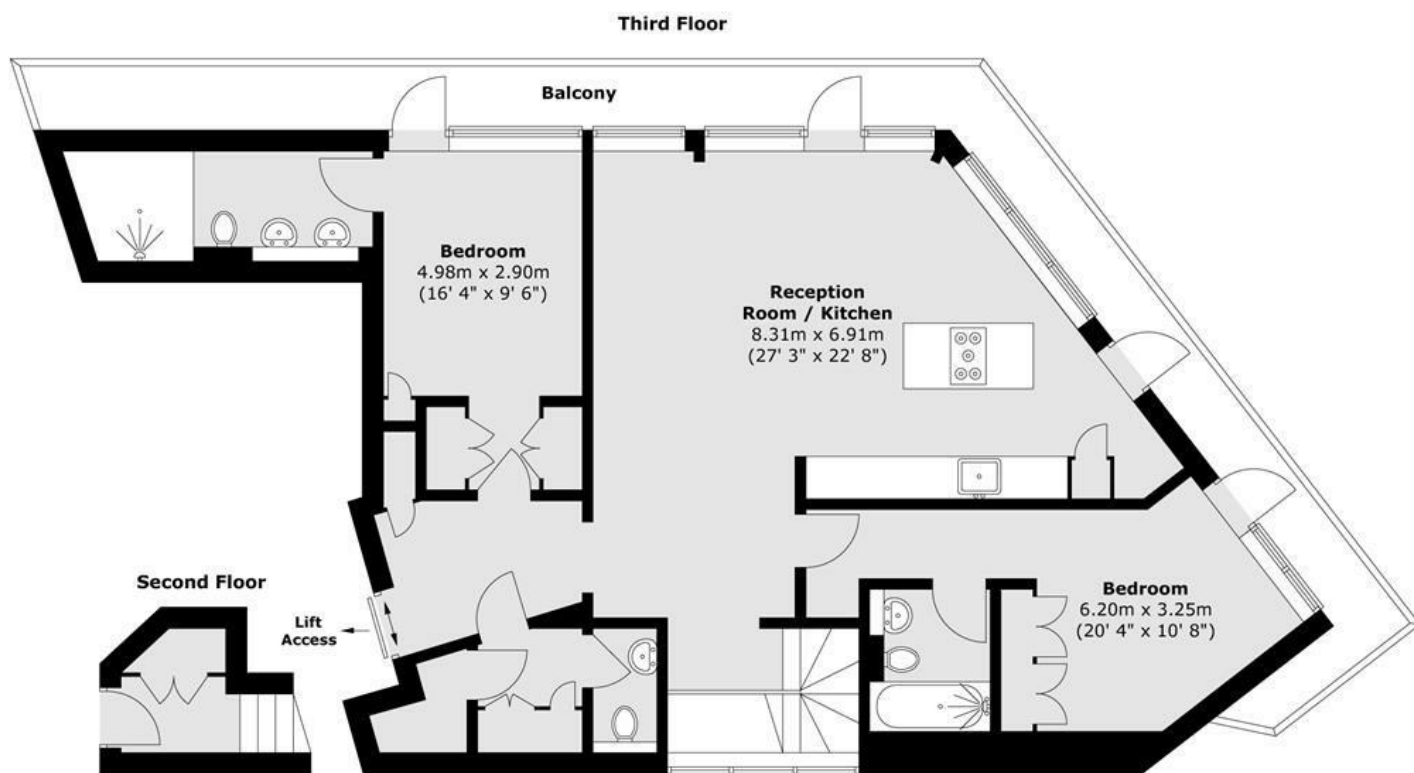 Third Floor
Balcony
Bedroom
4.98m x 2.90m
(16' 4" x 9' 6")
Reception
Room / Kitchen
8.31m x 6.91m
(27' 3" x 22' 8")
Second Floor
Lift
Access
Bedroom
6.20m x 3.25m
(20' 4" x 10' 8")